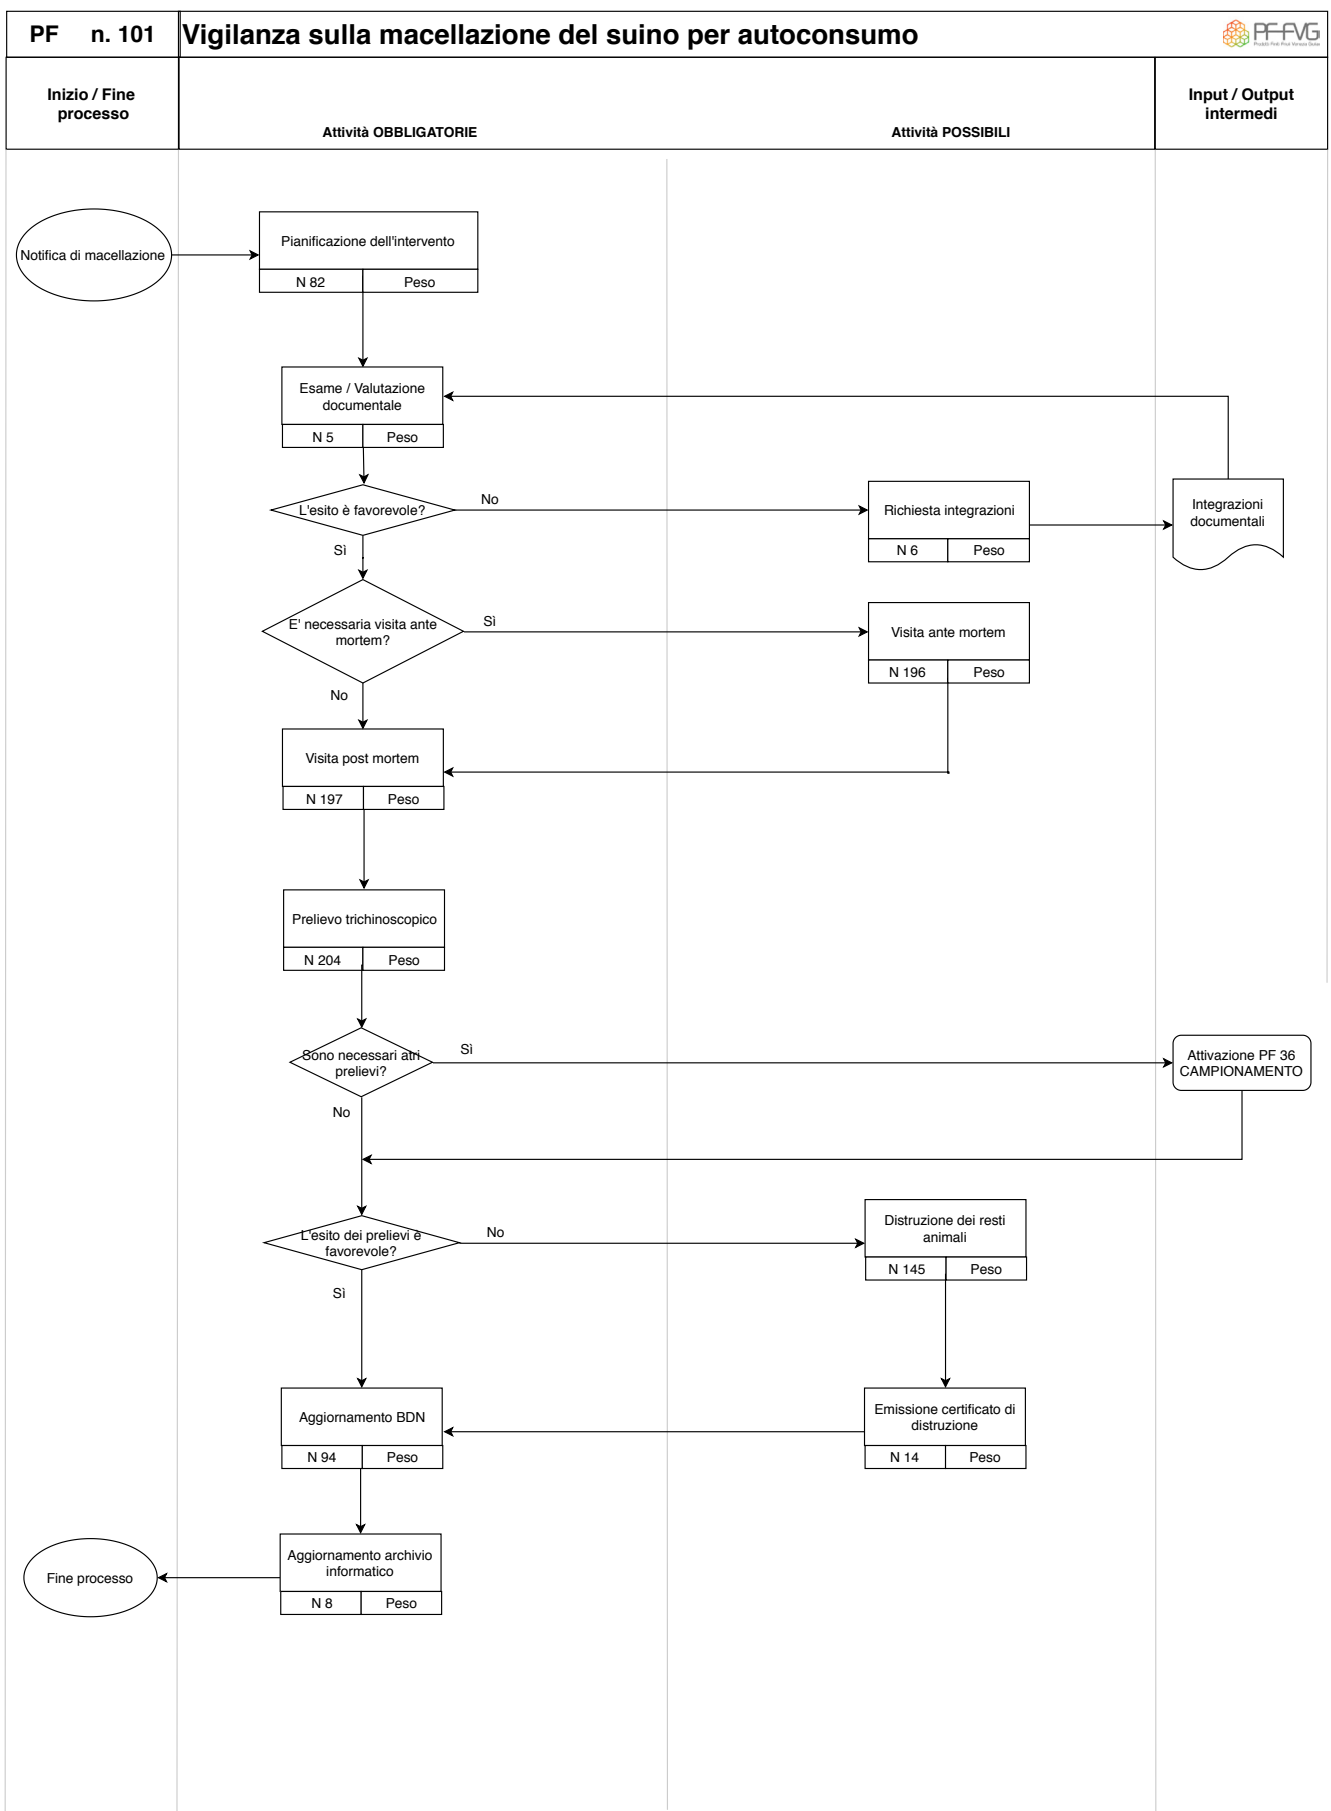 PF n. 101
Vigilanza sulla macellazione del suino per autoconsumo
PF-FVG
Inizio / Fine
processo
Attività OBBLIGATORIE
Attività POSSIBILI
Input / Output
intermedi
Notifica di macellazione
Pianificazione dell'intervento
N 82
Peso
Esame / Valutazione
documentale
N 5
Peso
L'esito è favorevole?
No
Richiesta integrazioni
N 6
Peso
Integrazioni
documentali
Sì
E' necessaria visita ante
mortem?
Sì
Visita ante mortem
N 196
Peso
No
Visita post mortem
N 197
Peso
Prelievo trichinoscopico
N 204
Peso
Sono necessari atri
prelievi?
Sì
Attivazione PF 36
CAMPIONAMENTO
No
L'esito dei prelievi è
favorevole?
No
Distruzione dei resti
animali
N 145
Peso
Sì
Aggiornamento BDN
N 94
Peso
Emissione certificato di
distruzione
N 14
Peso
Aggiornamento archivio
informatico
N 8
Peso
Fine processo